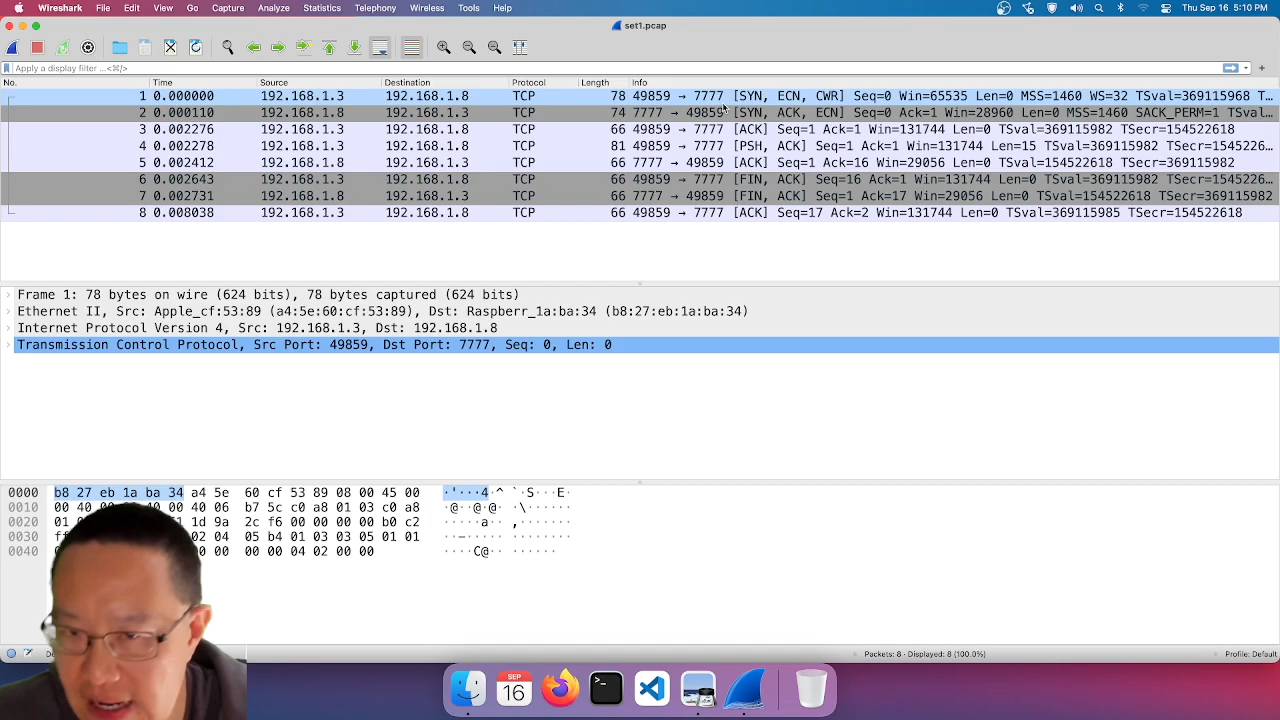 Wireshark File Edit View Go Capture Analyze Statistics Telephony Wireless Tools Help Thu Sep 16 5:10 PM
set1.pcap
Apply a display filter ... <⌘/>
No. Time Source Destination Protocol Length Info
1 0.000000 192.168.1.3 192.168.1.8 TCP 78 49859 → 7777 [SYN, ECN, CWR] Seq=0 Win=65535 Len=0 MSS=1460 WS=32 TSval=369115968 T…
2 0.000110 192.168.1.8 192.168.1.3 TCP 74 7777 → 49859 [SYN, ACK, ECN] Seq=0 Ack=1 Win=28960 Len=0 MSS=1460 SACK_PERM=1 TSval…
3 0.002276 192.168.1.3 192.168.1.8 TCP 66 49859 → 7777 [ACK] Seq=1 Ack=1 Win=131744 Len=0 TSval=369115982 TSecr=154522618
4 0.002278 192.168.1.3 192.168.1.8 TCP 81 49859 → 7777 [PSH, ACK] Seq=1 Ack=1 Win=131744 Len=15 TSval=369115982 TSecr=1545226…
5 0.002412 192.168.1.8 192.168.1.3 TCP 66 7777 → 49859 [ACK] Seq=1 Ack=16 Win=29056 Len=0 TSval=154522618 TSecr=369115982
6 0.002643 192.168.1.3 192.168.1.8 TCP 66 49859 → 7777 [FIN, ACK] Seq=16 Ack=1 Win=131744 Len=0 TSval=369115982 TSecr=1545226…
7 0.002731 192.168.1.8 192.168.1.3 TCP 66 7777 → 49859 [FIN, ACK] Seq=1 Ack=17 Win=29056 Len=0 TSval=154522618 TSecr=369115982
8 0.008038 192.168.1.3 192.168.1.8 TCP 66 49859 → 7777 [ACK] Seq=17 Ack=2 Win=131744 Len=0 TSval=369115985 TSecr=154522618
Frame 1: 78 bytes on wire (624 bits), 78 bytes captured (624 bits)
Ethernet II, Src: Apple_cf:53:89 (a4:5e:60:cf:53:89), Dst: Raspberr_1a:ba:34 (b8:27:eb:1a:ba:34)
Internet Protocol Version 4, Src: 192.168.1.3, Dst: 192.168.1.8
Transmission Control Protocol, Src Port: 49859, Dst Port: 7777, Seq: 0, Len: 0
0000 b8 27 eb 1a ba 34 a4 5e 60 cf 53 89 08 00 45 00 ·'···4·^ `·S···E·
0010 00 40 00 40 00 40 06 b7 5c c0 a8 01 03 c0 a8 ·@··@·@· ·\······
0020 01 1d 9a 2c f6 00 00 00 00 b0 c2 ·····a·· ,·······
0030 ff 02 04 05 b4 01 03 03 05 01 01
0040 00 00 00 00 04 02 00 00 ····C@·· ······
Packets: 8 · Displayed: 8 (100.0%) Profile: Default
SEP
16